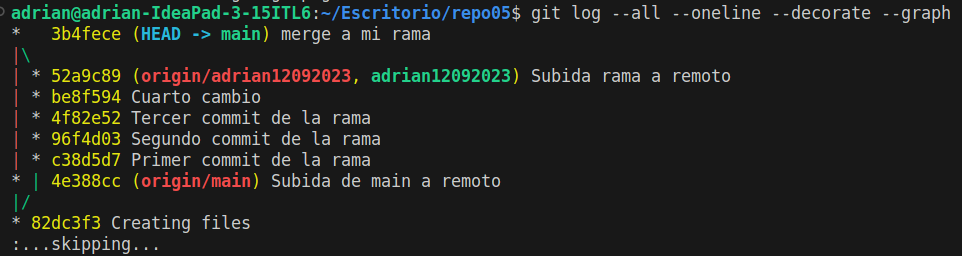 adrian@adrian-IdeaPad-3-15ITL6:~/Escritorio/repo05$ git log --all --oneline --decorate --graph
*   3b4fece (HEAD -> main) merge a mi rama
|\
| * 52a9c89 (origin/adrian12092023, adrian12092023) Subida rama a remoto
| * be8f594 Cuarto cambio
| * 4f82e52 Tercer commit de la rama
| * 96f4d03 Segundo commit de la rama
| * c38d5d7 Primer commit de la rama
* | 4e388cc (origin/main) Subida de main a remoto
|/
* 82dc3f3 Creating files
:...skipping...